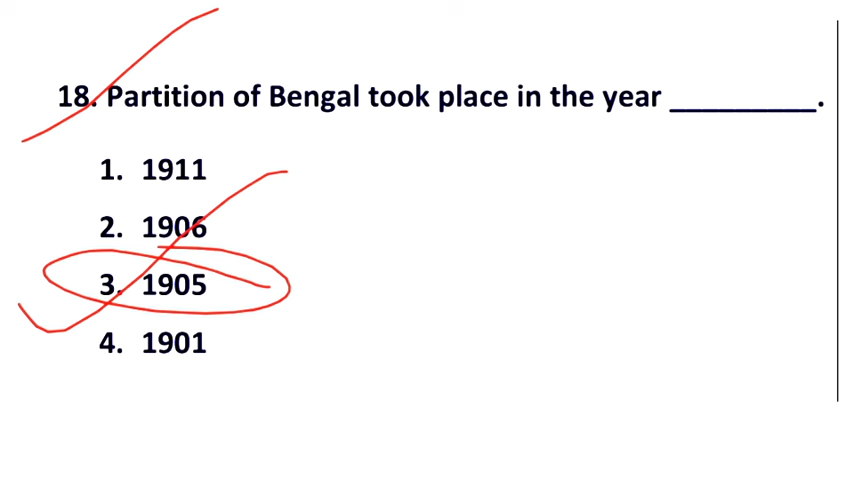 18. Partition of Bengal took place in the year _________.
1. 1911
2. 1906
3. 1905
4. 1901